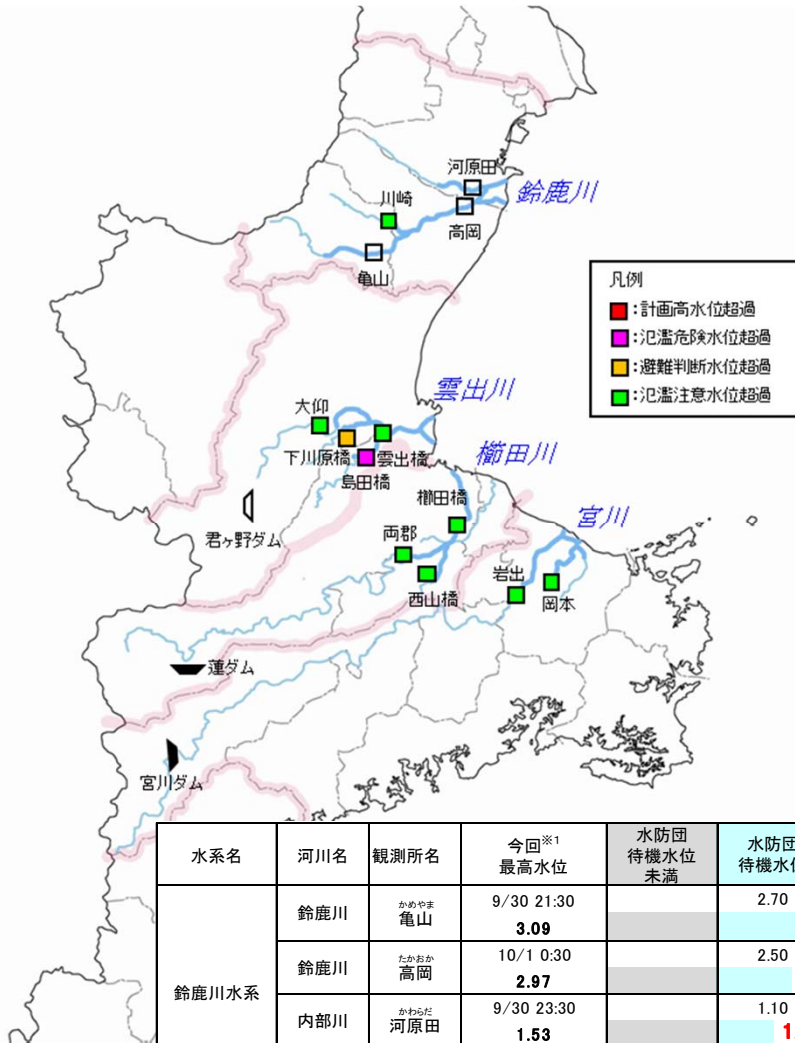 河原田
鈴鹿川
川崎
高岡
亀山
凡例
:計画高水位超過
:氾濫危険水位超過
:避難判断水位超過
:氾濫注意水位超過
雲出川
大仰
下川原橋
雲出橋
島田橋
櫛田川
櫛田橋
宮川
君ヶ野ダム
両郡
西山橋
岩出
岡本
蓮ダム
宮川ダム
水系名 河川名 観測所名 今回※1 最高水位 水防団 待機水位 未満 水防団 待機水位
鈴鹿川水系
鈴鹿川 かめやま 亀山 9/30 21:30 2.70
3.09
鈴鹿川 たかおか 高岡 10/1 0:30 2.50
2.97
内部川 かわらだ 河原田 9/30 23:30 1.10
1.53 1.